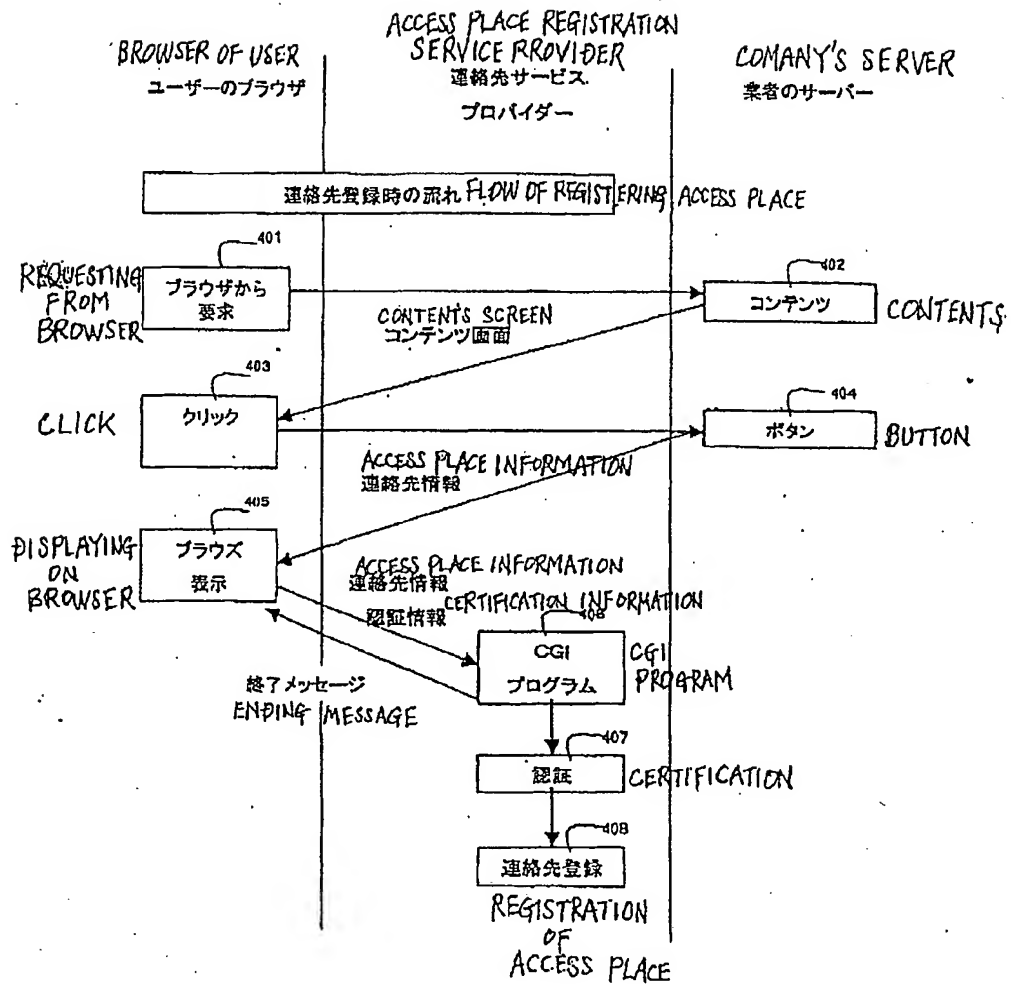 BROWSER OF USER
ユーザーのブラウザ
ACCESS PLACE REGISTRATION
SERVICE RROVIDER
連絡先サービス
プロバイダー
COMANY'S SERVER
業者のサーバー
連絡先登録時の流れ FLOW OF REGISTERING ACCESS PLACE
401
REQUESTING
FROM
BROWSER
ブラウザから
要求
402
コンテンツ
CONTENTS
CONTENTS SCREEN
コンテンツ画面
403
CLICK
クリック
404
ボタン
BUTTON
ACCESS PLACE INFORMATION
連絡先情報
405
DISPLAYING
ON
BROWSER
ブラウズ
表示
ACCESS PLACE INFORMATION
連絡先情報
CERTIFICATION INFORMATION
認証情報
406
CGI
プログラム
CGI
PROGRAM
終了メッセージ
ENDING MESSAGE
407
認証
CERTIFICATION
408
連絡先登録
REGISTRATION
OF
ACCESS PLACE